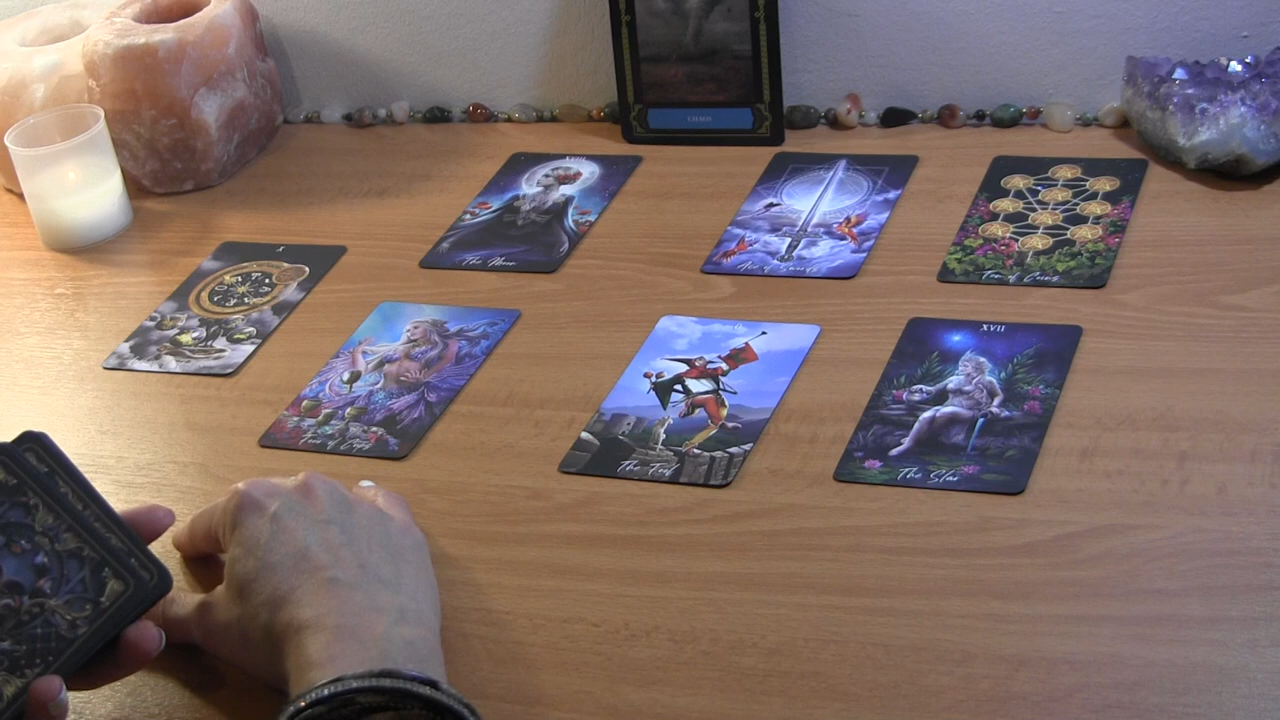 CHAOS
XVIII
The Moon
Ace of Swords
Ten of Coins
X
Four of Cups
0
The Fool
XVII
The Star